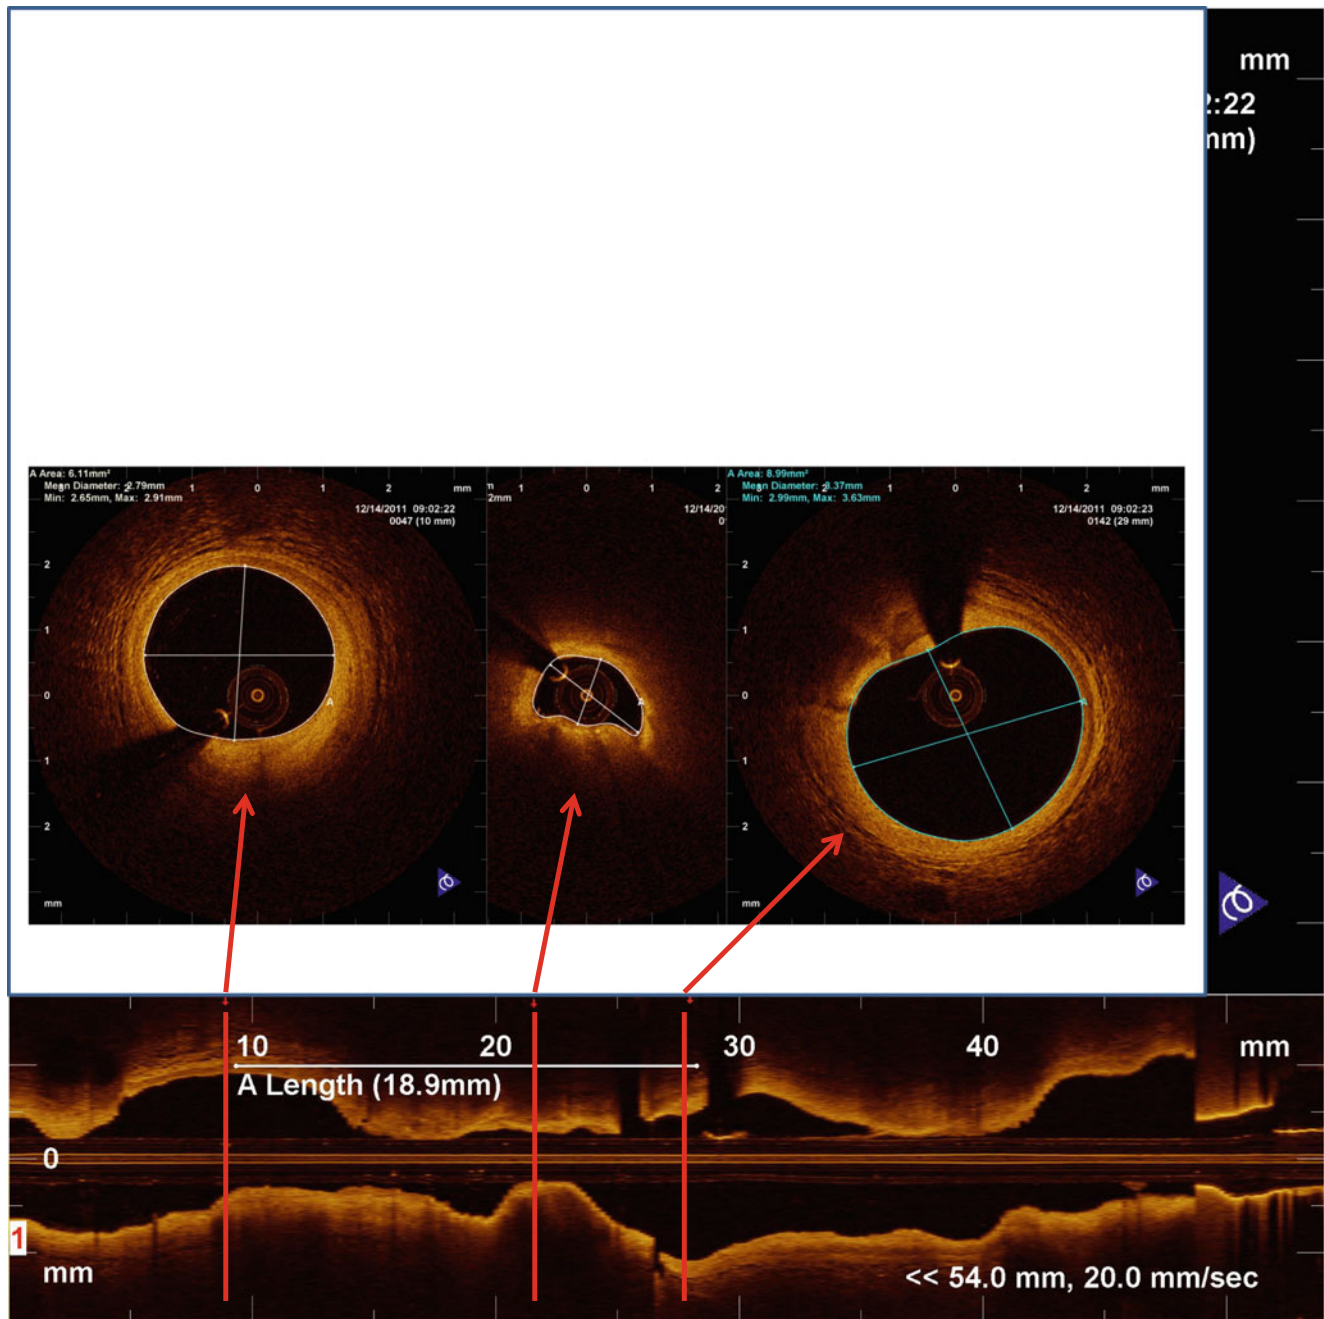 mm
2:22
mm)
A Area: 6.11mm²
Mean Diameter: 2.79mm
Min: 2.65mm, Max: 2.91mm
1 0 1 2 mm
12/14/2011 09:02:22
0047 (10 mm)
2
1
0
1
2
mm
A
2mm
0 1 2
12/14/20
A
A Area: 8.99mm²
Mean Diameter: 3.37mm
Min: 2.99mm, Max: 3.63mm
2 1 0 1 2 mm
12/14/2011 09:02:23
0142 (29 mm)
2
1
0
1
2
mm
A
10 20 30 40 mm
A Length (18.9mm)
0
1
mm
<< 54.0 mm, 20.0 mm/sec